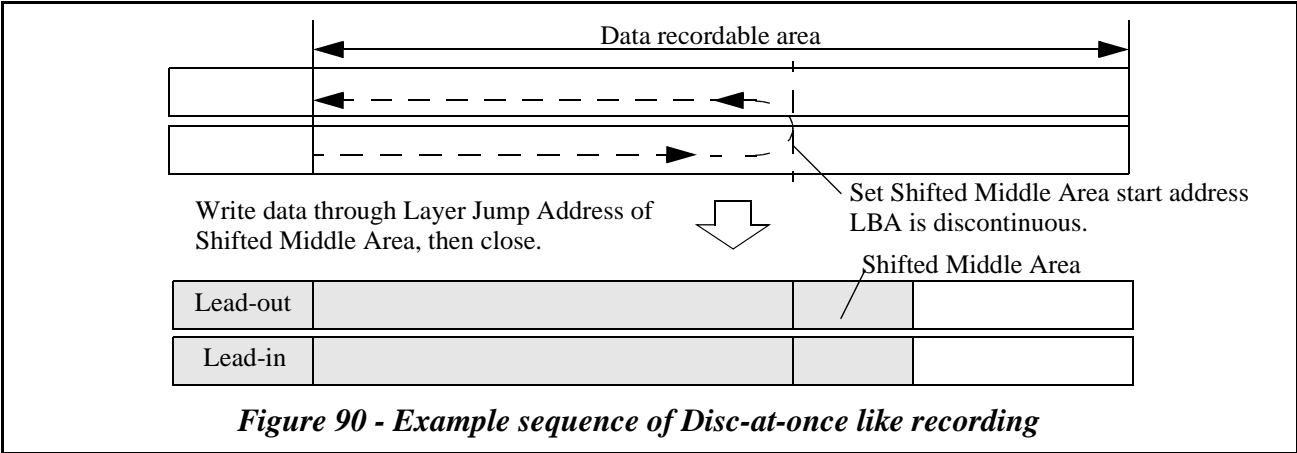 Data recordable area
Set Shifted Middle Area start address
LBA is discontinuous.
Write data through Layer Jump Address of
Shifted Middle Area, then close.
Shifted Middle Area
Lead-out
Lead-in
Figure 90 - Example sequence of Disc-at-once like recording